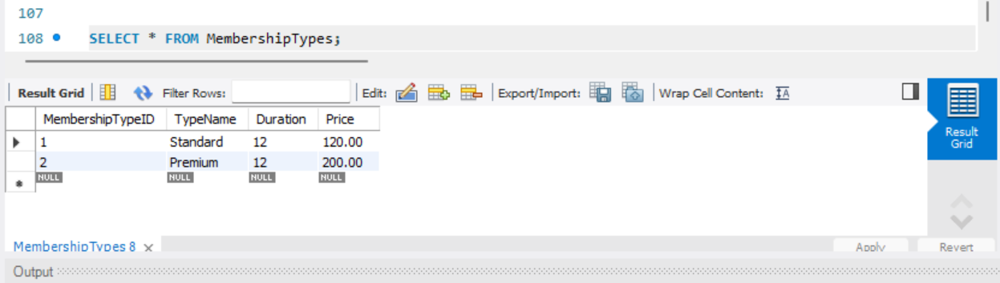 107
108 SELECT * FROM MembershipTypes;
Result Grid Filter Rows: Edit: Export/Import: Wrap Cell Content: IA
MembershipTypeID TypeName Duration Price
1 Standard 12 120.00
2 Premium 12 200.00
NULL NULL NULL NULL
Result
Grid
MembershipTypes 8 Apply Revert
Output